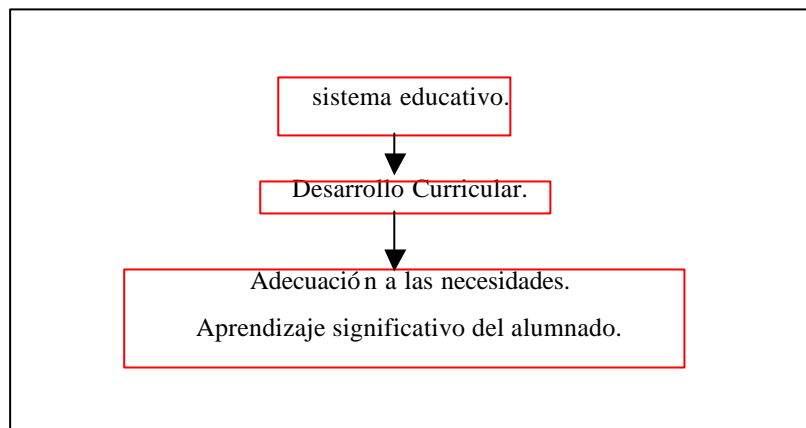 sistema educativo.
Desarrollo Curricular.
Adecuación a las necesidades.
Aprendizaje significativo del alumnado.